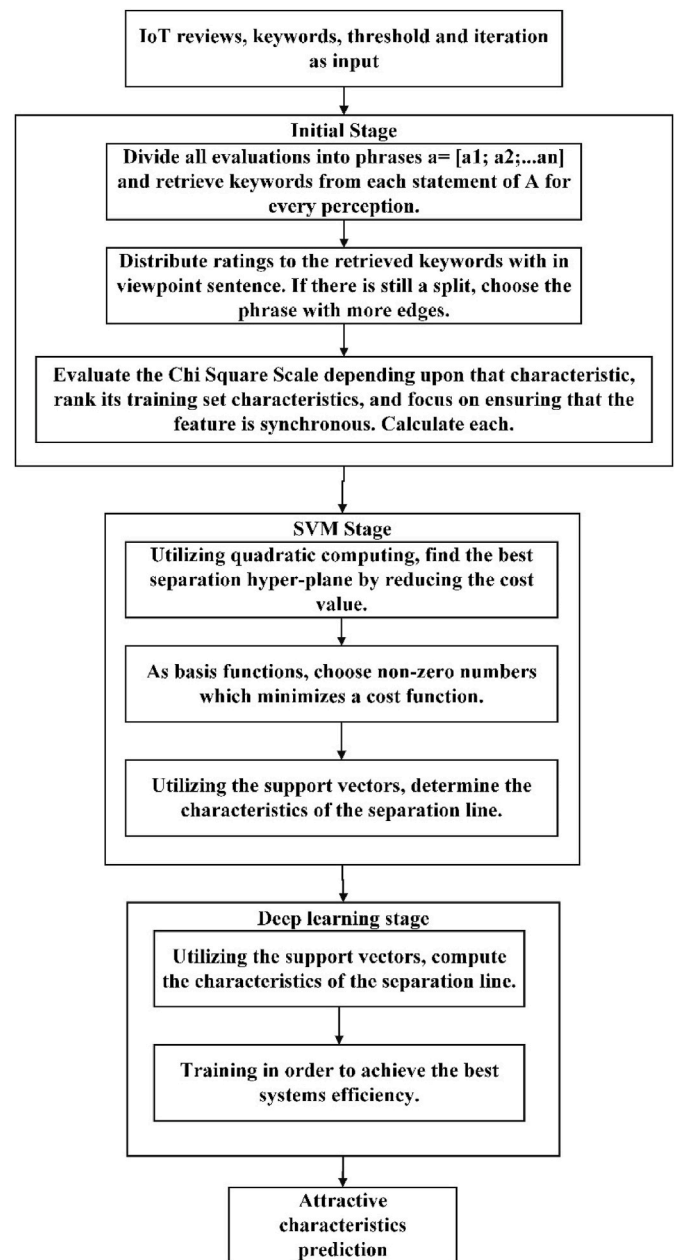 IoT reviews, keywords, threshold and iteration
as input
Initial Stage
Divide all evaluations into phrases a= [a1; a2;...an]
and retrieve keywords from each statement of A for
every perception.
Distribute ratings to the retrieved keywords with in
viewpoint sentence. If there is still a split, choose the
phrase with more edges.
Evaluate the Chi Square Scale depending upon that characteristic,
rank its training set characteristics, and focus on ensuring that the
feature is synchronous. Calculate each.
SVM Stage
Utilizing quadratic computing, find the best
separation hyper-plane by reducing the cost
value.
As basis functions, choose non-zero numbers
which minimizes a cost function.
Utilizing the support vectors, determine the
characteristics of the separation line.
Deep learning stage
Utilizing the support vectors, compute
the characteristics of the separation line.
Training in order to achieve the best
systems efficiency.
Attractive
characteristics
prediction